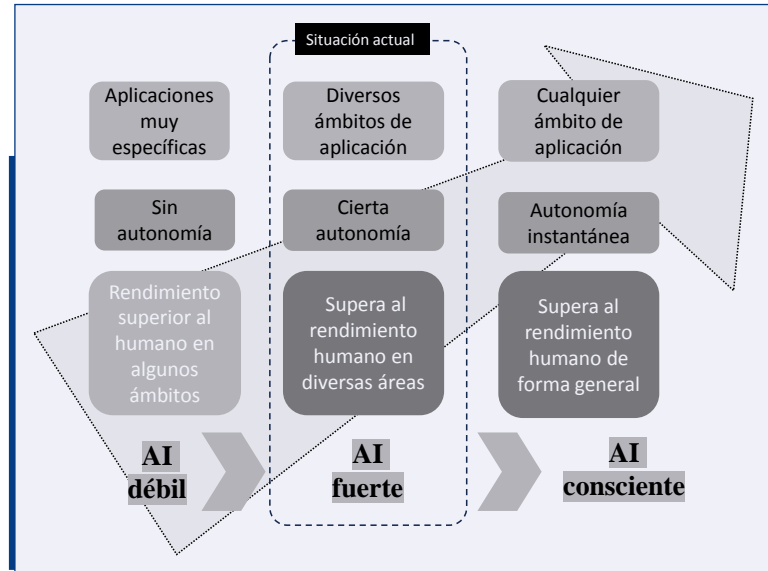 Situación actual
Aplicaciones
muy
específicas
Diversos
ámbitos de
aplicación
Cualquier
ámbito de
aplicación
Sin
autonomía
Cierta
autonomía
Autonomía
instantánea
Rendimiento
superior al
humano en
algunos
ámbitos
Supera al
rendimiento
humano en
diversas áreas
Supera al
rendimiento
humano de
forma general
AI
débil
AI
fuerte
AI
consciente